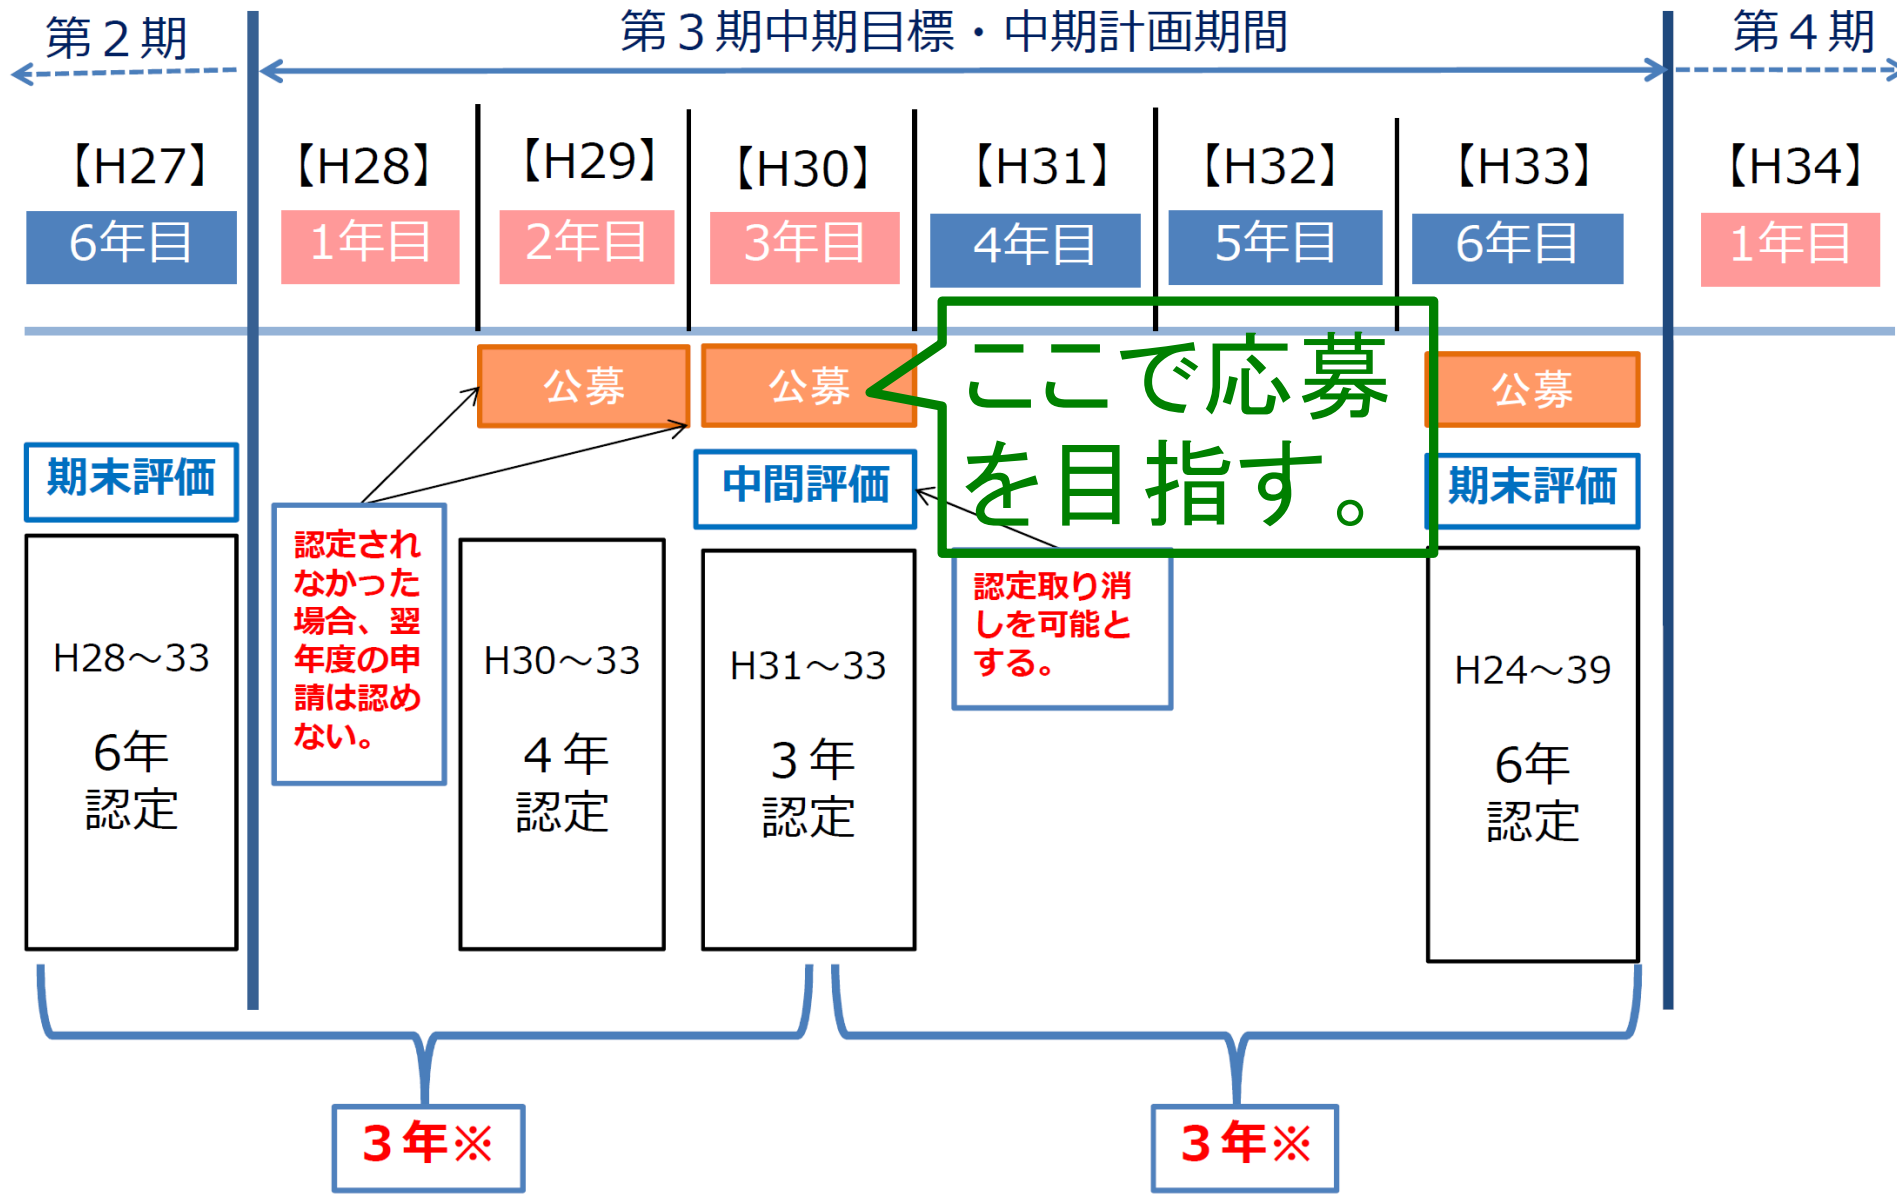 第２期
第３期中期目標・中期計画期間
第４期
【H27】
【H28】
【H29】
【H30】
【H31】
【H32】
【H33】
【H34】
6年目
1年目
2年目
3年目
4年目
5年目
6年目
1年目
公募
公募
公募
ここで応募
を目指す。
期末評価
中間評価
期末評価
認定され
なかった
場合、翌
年度の申
請は認め
ない。
認定取り消
しを可能と
する。
H28～33
6年
認定
H30～33
４年
認定
H31～33
３年
認定
H24～39
6年
認定
３年※
３年※